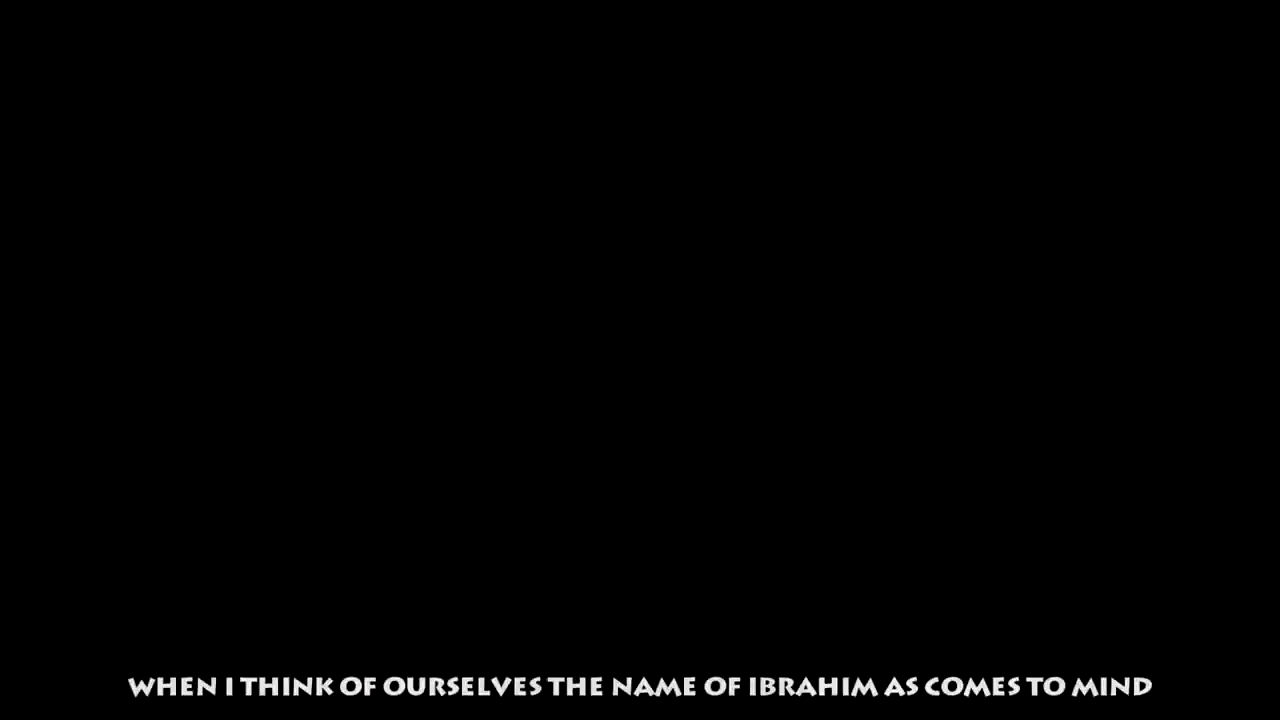 WHEN I THINK OF OURSELVES THE NAME OF IBRAHIM AS COMES TO MIND